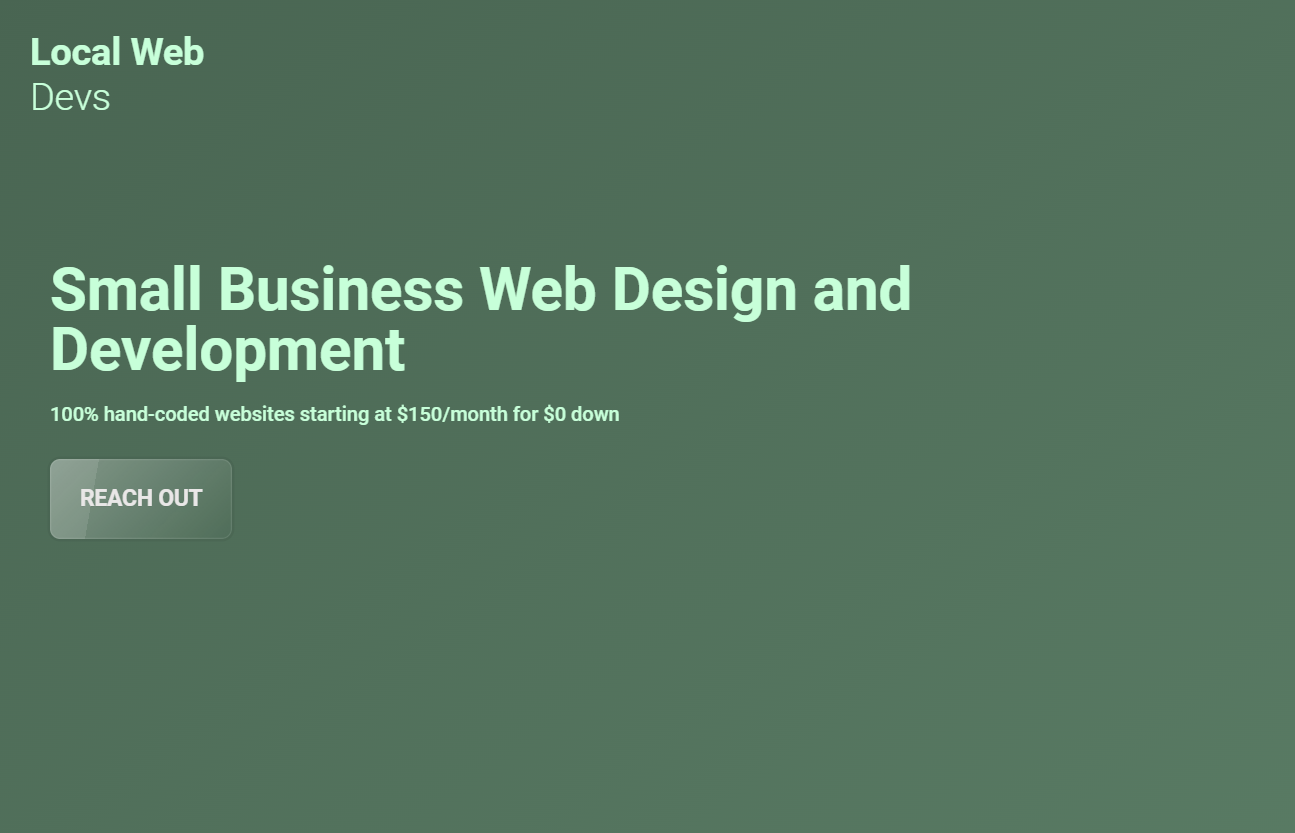 Local Web
Devs
Small Business Web Design and
Development
100% hand-coded websites starting at $150/month for $0 down
REACH OUT